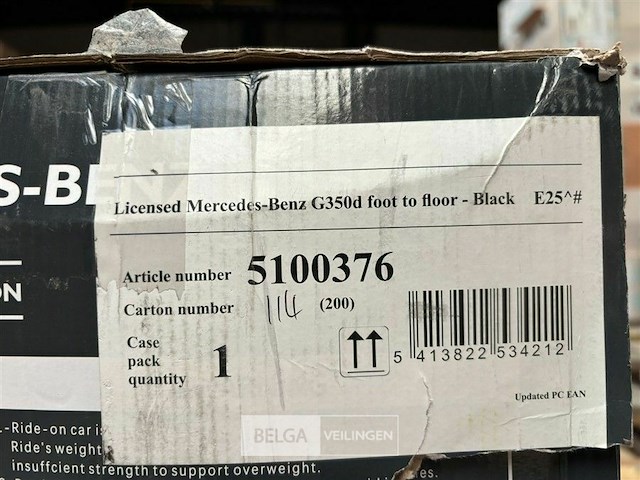 S-BENZ
Licensed Mercedes-Benz G350d foot to floor - Black E25^#
ON
Article number 5100376
Carton number 114 (200)
Case
pack
quantity 1
5 413822 534212
Updated PC EAN
BELGA VEILINGEN
.-Ride-on car is
Ride's weight
insuffcient strength to support overweight.